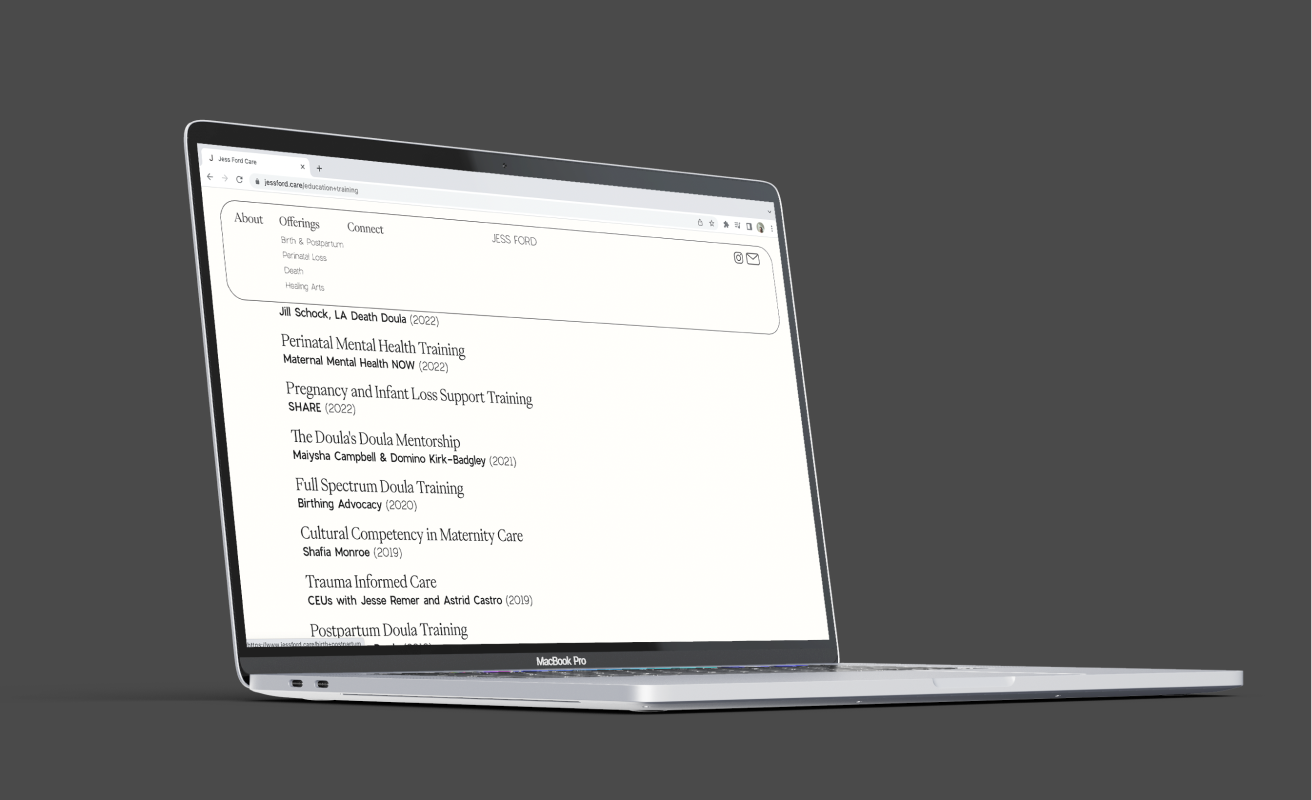 J Jess Ford Care
jessford.care/education+training
About Offerings Connect JESS FORD
Birth & Postpartum
Perinatal Loss
Death
Healing Arts
Jill Schock, LA Death Doula (2022)
Perinatal Mental Health Training
Maternal Mental Health NOW (2022)
Pregnancy and Infant Loss Support Training
SHARE (2022)
The Doula's Doula Mentorship
Maiysha Campbell & Domino Kirk-Badgley (2021)
Full Spectrum Doula Training
Birthing Advocacy (2020)
Cultural Competency in Maternity Care
Shafia Monroe (2019)
Trauma Informed Care
CEUs with Jesse Remer and Astrid Castro (2019)
Postpartum Doula Training
https://www.jessford.care/birth+postpartum
MacBook Pro